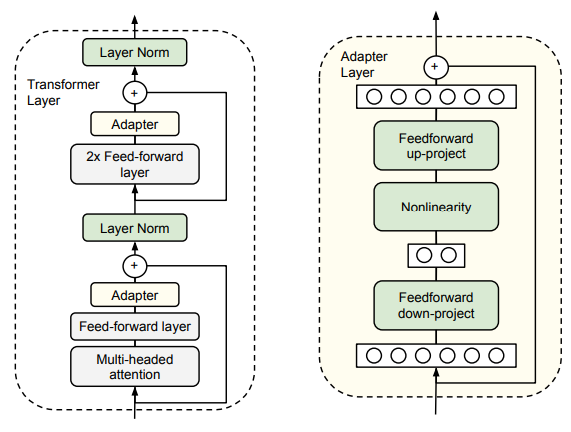 Layer Norm
Transformer
Layer
+
Adapter
2x Feed-forward
layer
Layer Norm
+
Adapter
Feed-forward layer
Multi-headed
attention
Adapter
Layer
+
Feedforward
up-project
Nonlinearity
Feedforward
down-project